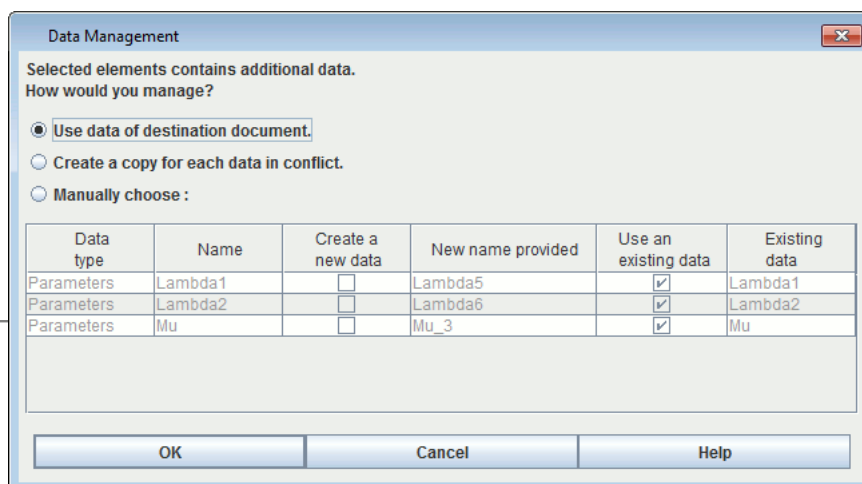 Data Management
Selected elements contains additional data.
How would you manage?
Use data of destination document.
Create a copy for each data in conflict.
Manually choose :
Data type Name Create a new data New name provided Use an existing data Existing data
Parameters Lambda1 Lambda5 Lambda1
Parameters Lambda2 Lambda6 Lambda2
Parameters Mu Mu_3 Mu
OK Cancel Help